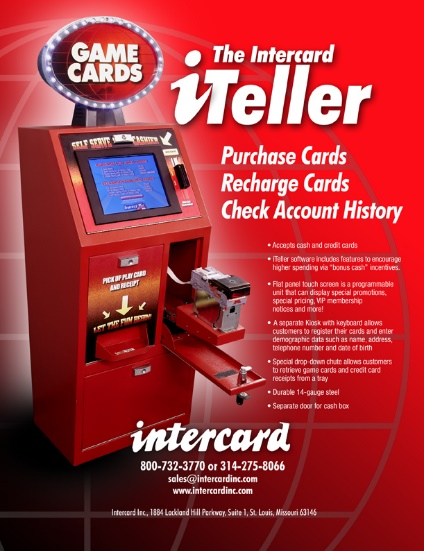 GAME
CARDS
The Intercard
iTeller
SELF SERVE CASHIER
Purchase Cards
Recharge Cards
Check Account History
• Accepts cash and credit cards
• iTeller software includes features to encourage
higher spending via "bonus cash" incentives.
• Flat panel touch screen is a programmable
unit that can display special promotions,
special pricing, VIP membership
notices and more!
PICK UP PLAY CARD
AND RECEIPT
LET THE FUN BEGIN!
• A separate Kiosk with keyboard allows
customers to register their cards and enter
demographic data such as name, address,
telephone number and date of birth
• Special drop-down chute allows customers
to retrieve game cards and credit card
receipts from a tray
• Durable 14-gauge steel
• Separate door for cash box
intercard
800-732-3770 or 314-275-8066
sales@intercardinc.com
www.intercardinc.com
Intercard Inc., 1884 Lackland Hill Parkway, Suite 1, St. Louis, Missouri 63146